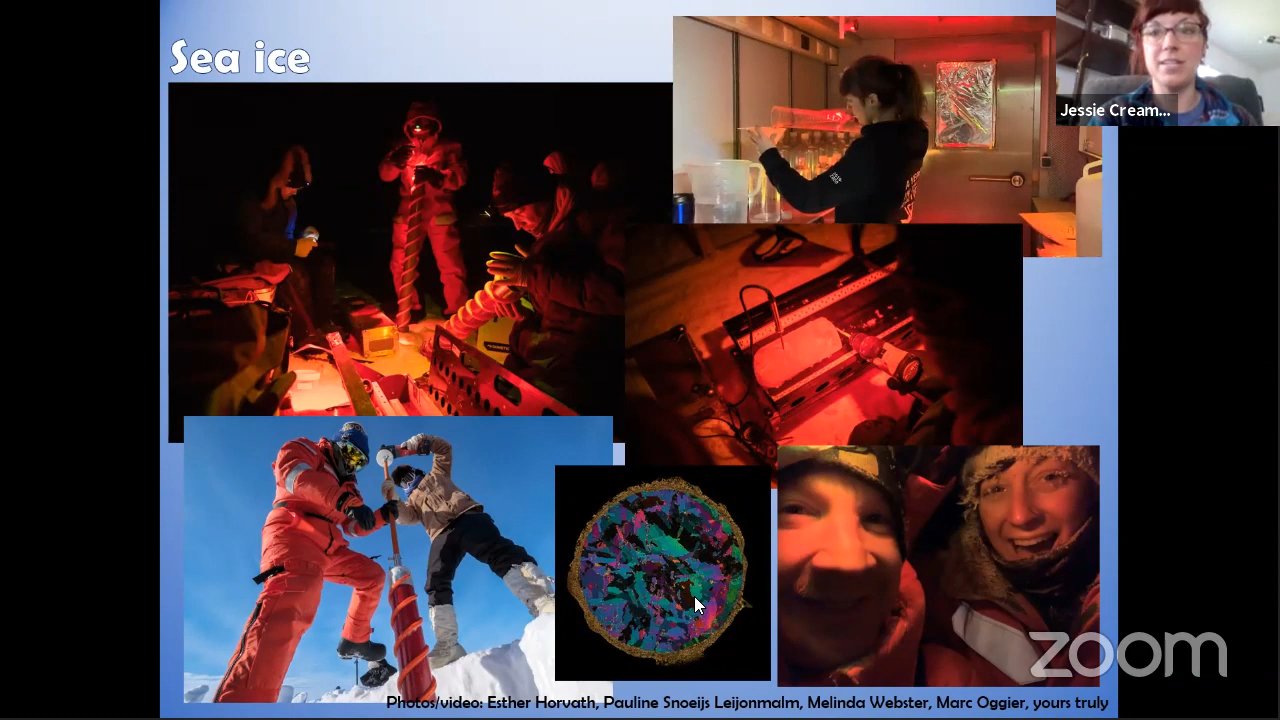 Sea ice
Jessie Cream...
Photos/video: Esther Horvath, Pauline Snoeijs Leijonmalm, Melinda Webster, Marc Oggier, yours truly
zoom